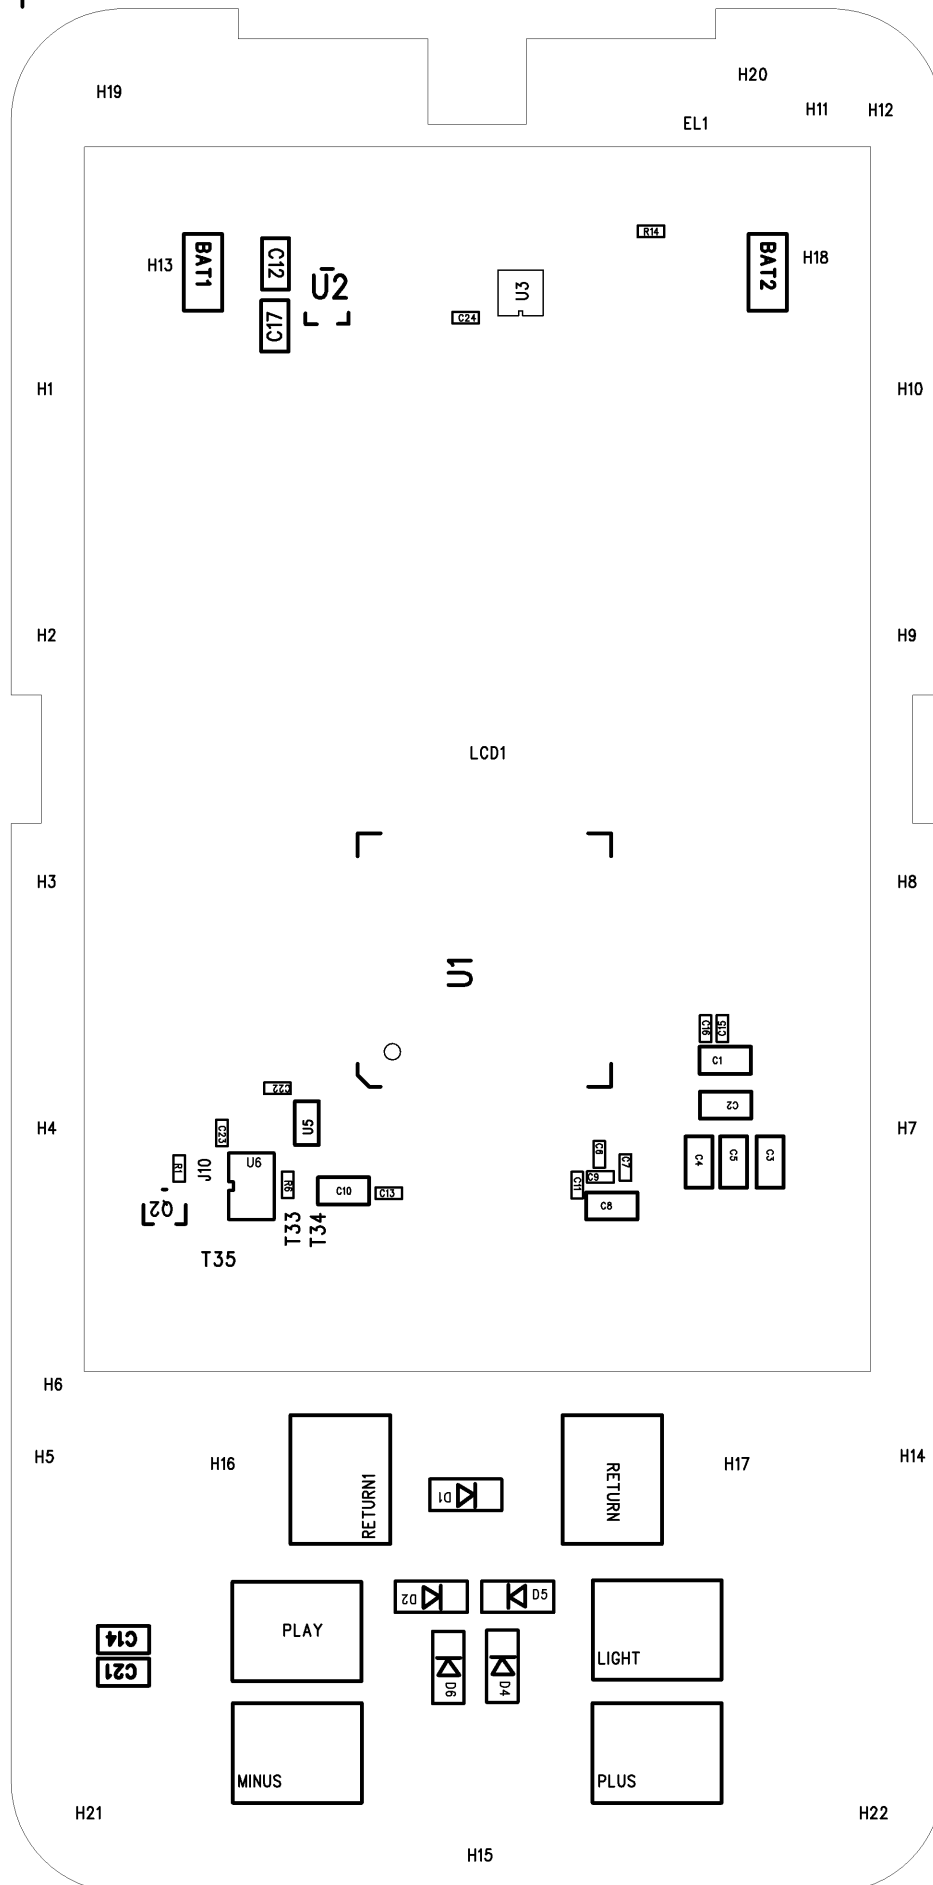 H20
H19
H11
H12
EL1
R14
BAT1
C12
BAT2
H18
H13
U2
U3
C17
C24
H1
H10
H2
H9
LCD1
H3
H8
U1
C16
C15
C1
C22
C2
U5
C23
H4
H7
C6
R1
J10
U6
C7
C4
C5
C3
C9
R6
C10
C13
C11
Q2
C8
T33
T34
T35
H6
H5
H16
H17
H14
RETURN1
D1
RETURN
D2
D5
PLAY
C14
LIGHT
C21
D6
D4
MINUS
PLUS
H21
H22
H15